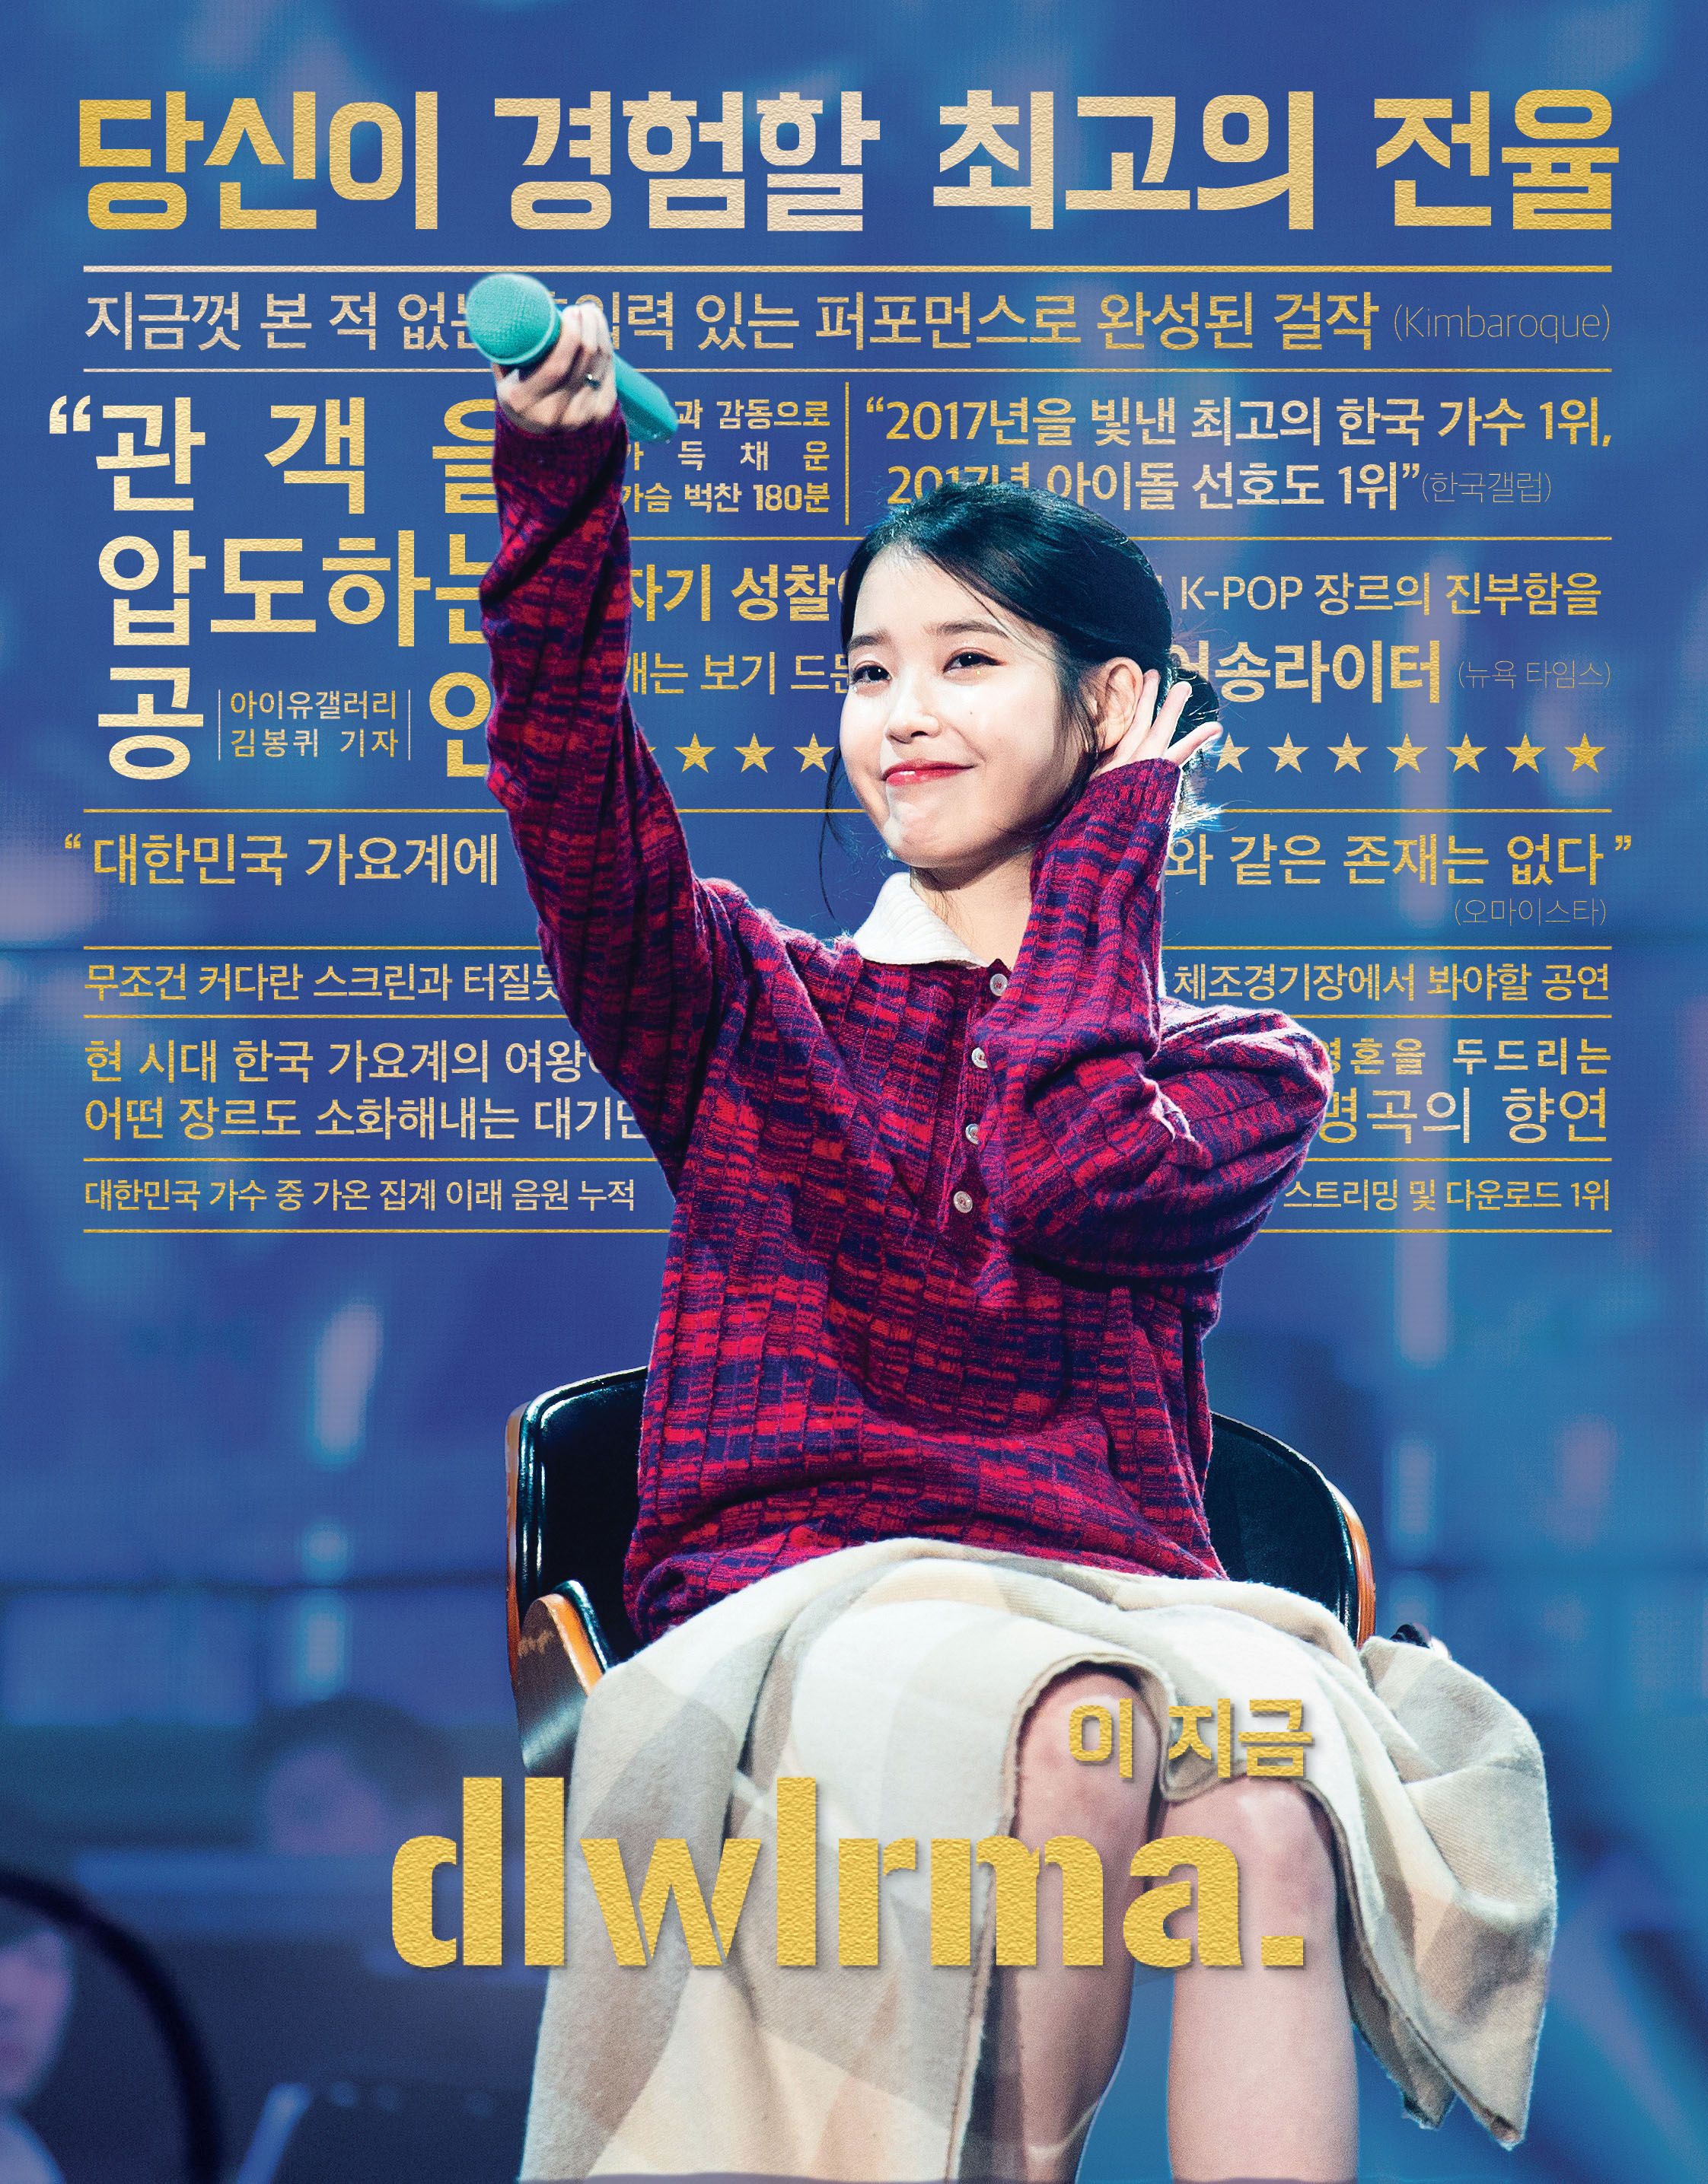 당신이 경험할 최고의 전율
지금껏 본 적 없는 있는 퍼포먼스로 완성된 걸작 (Kimbaroque)
“관 객 을
압도하는
공 연
아이유갤러리
김봉퀴 기자
과 감동으로
득 채 운
가슴 벅찬 180분
“2017년을 빛낸 최고의 한국 가수 1위,
2017년 아이돌 선호도 1위”(한국갤럽)
자기 성찰 K-POP 장르의 진부함을
보기 드문 송라이터 (뉴욕 타임스)
★★★ ★★★★★★★
“대한민국 가요계에 와 같은 존재는 없다”
(오마이스타)
무조건 커다란 스크린과 터질듯 체조경기장에서 봐야할 공연
현 시대 한국 가요계의 여왕
어떤 장르도 소화해내는
영혼을 두드리는
명곡의 향연
대한민국 가수 중 가온 집계 이래 음원 누적 스트리밍 및 다운로드 1위
이 지금
dlwlrma.